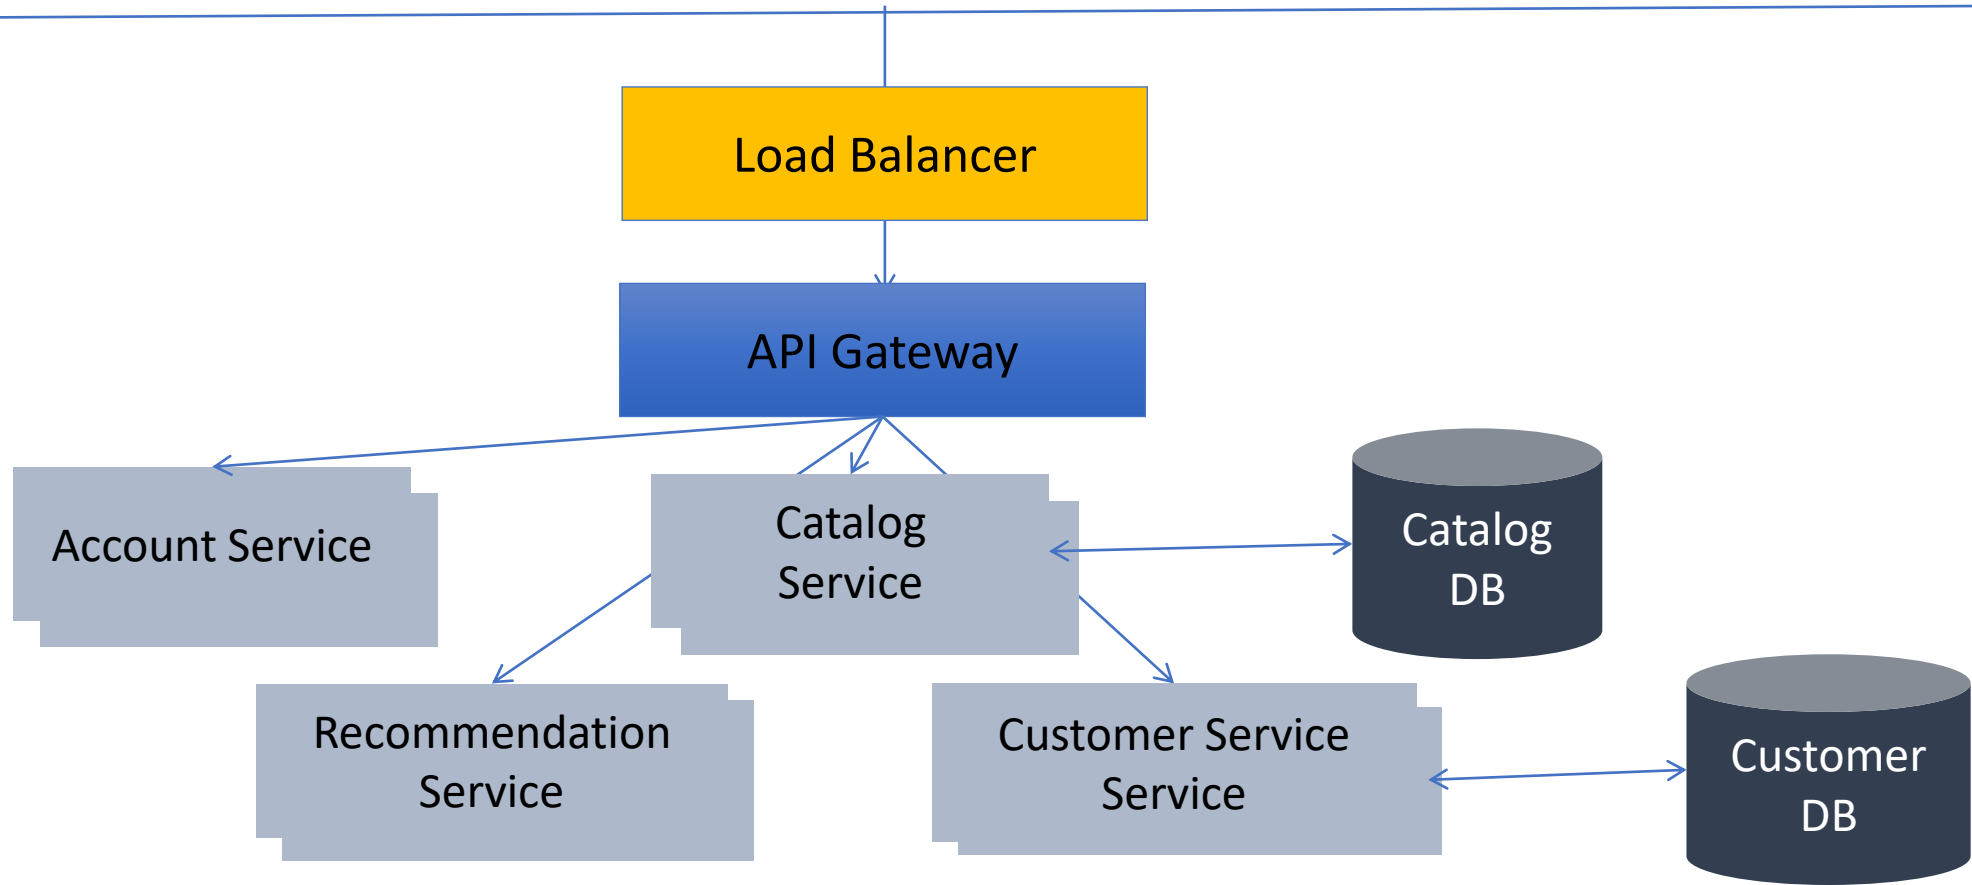 Load Balancer
API Gateway
Account Service
Catalog
Service
Catalog
DB
Recommendation
Service
Customer Service
Service
Customer
DB